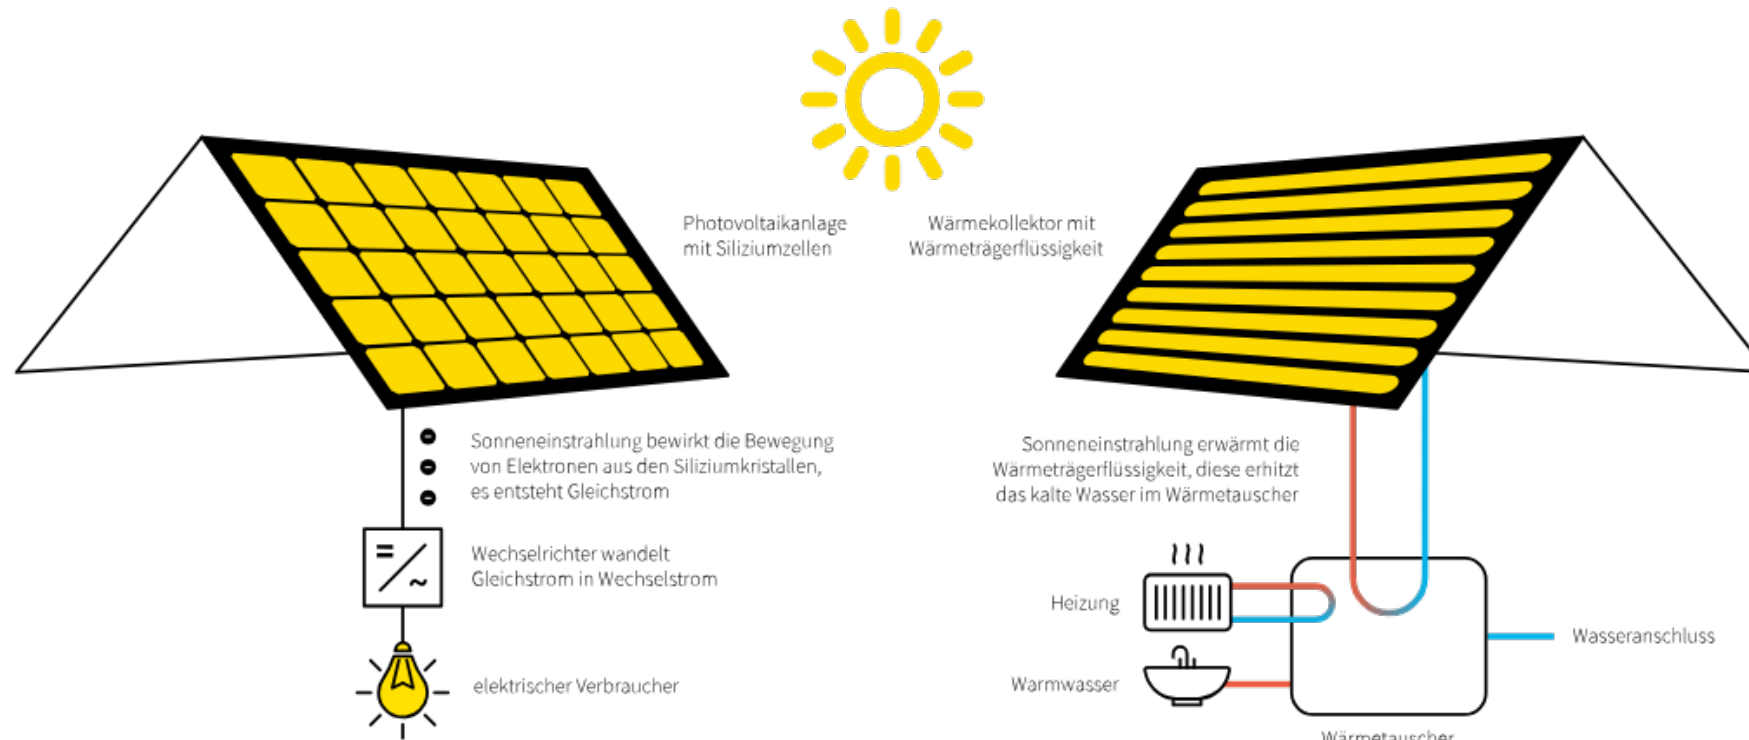 Photovoltaikanlage
mit Siliziumzellen
Wärmekollektor mit
Wärmeträgerflüssigkeit
Sonneneinstrahlung bewirkt die Bewegung
von Elektronen aus den Siliziumkristallen,
es entsteht Gleichstrom
Wechselrichter wandelt
Gleichstrom in Wechselstrom
elektrischer Verbraucher
Sonneneinstrahlung erwärmt die
Wärmeträgerflüssigkeit, diese erhitzt
das kalte Wasser im Wärmetauscher
Heizung
Wasseranschluss
Warmwasser
Wärmetauscher